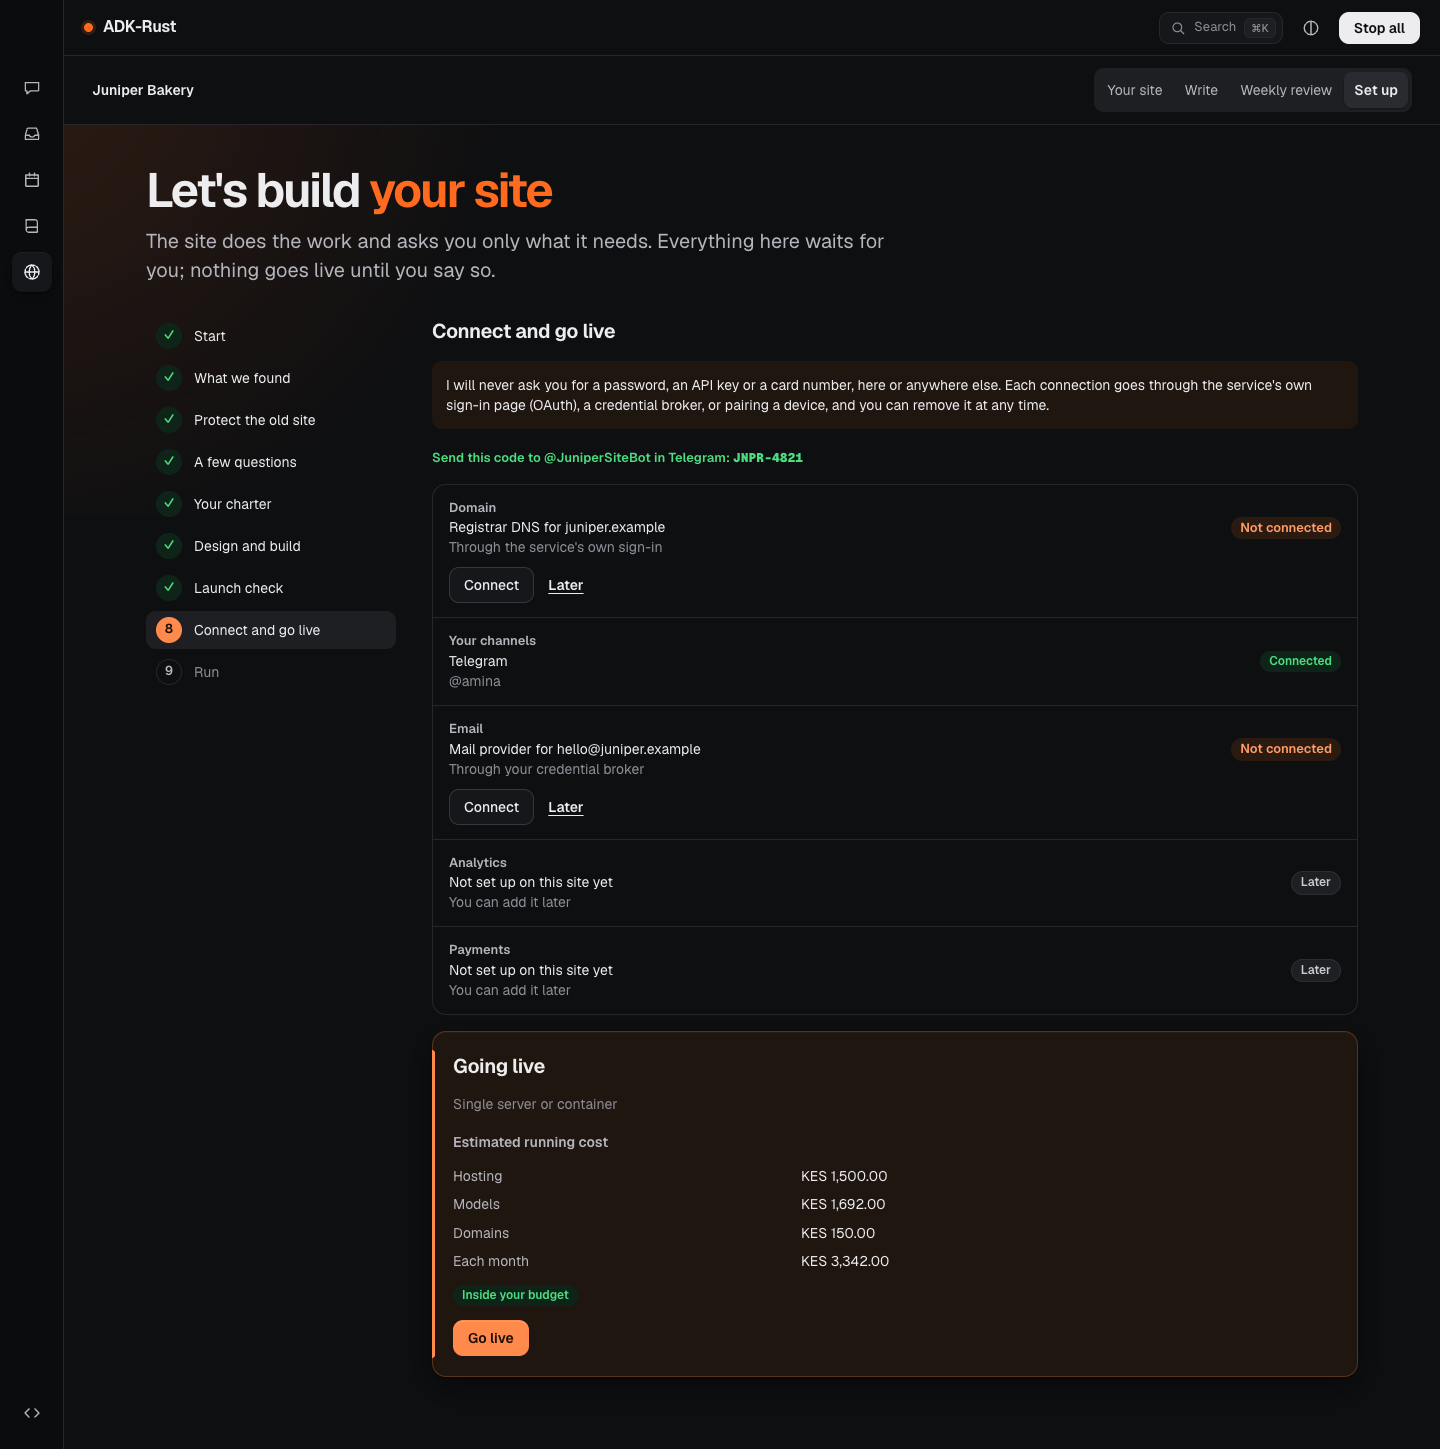 ADK-Rust
Search
⌘K
Stop all
Juniper Bakery
Your site
Write
Weekly review
Set up
Let's build your site
The site does the work and asks you only what it needs. Everything here waits for
you; nothing goes live until you say so.
Start
What we found
Protect the old site
A few questions
Your charter
Design and build
Launch check
8 Connect and go live
9 Run
Connect and go live
I will never ask you for a password, an API key or a card number, here or anywhere else. Each connection goes through the service's own
sign-in page (OAuth), a credential broker, or pairing a device, and you can remove it at any time.
Send this code to @JuniperSiteBot in Telegram: JNPR-4821
Domain
Registrar DNS for juniper.example
Not connected
Through the service's own sign-in
Connect
Later
Your channels
Telegram
Connected
@amina
Email
Mail provider for hello@juniper.example
Not connected
Through your credential broker
Connect
Later
Analytics
Not set up on this site yet
Later
You can add it later
Payments
Not set up on this site yet
Later
You can add it later
Going live
Single server or container
Estimated running cost
Hosting KES 1,500.00
Models KES 1,692.00
Domains KES 150.00
Each month KES 3,342.00
Inside your budget
Go live